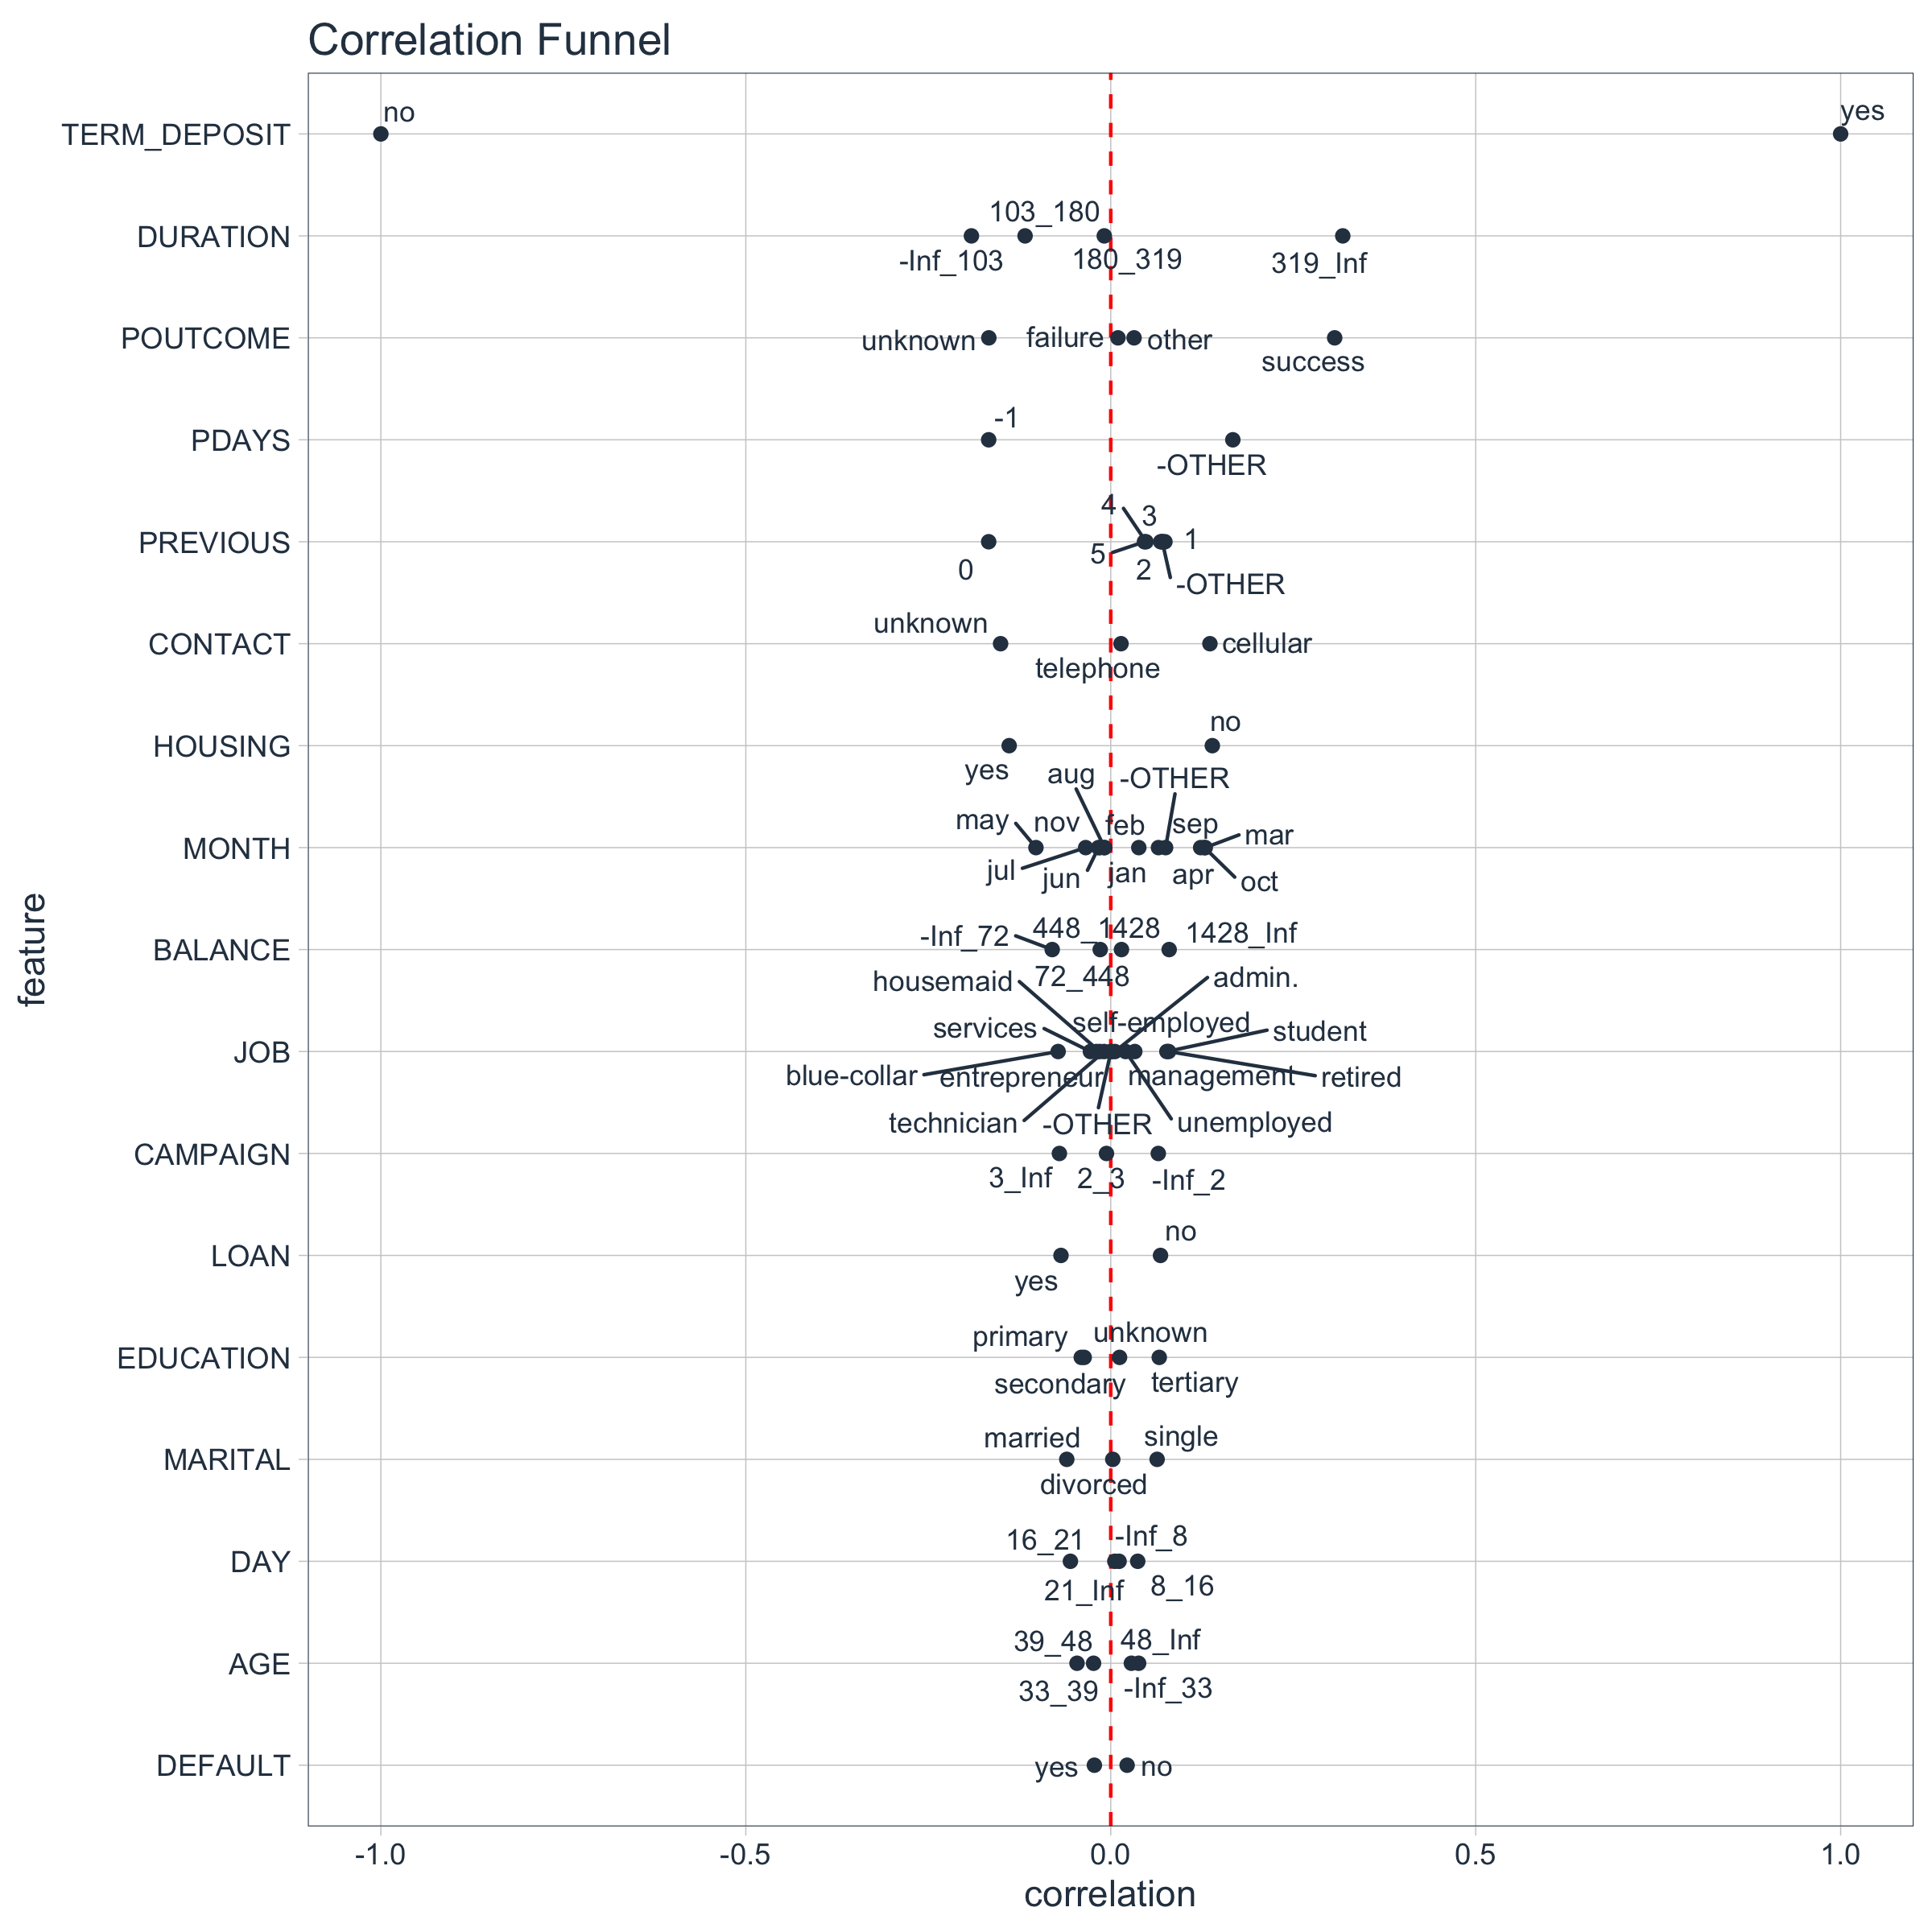 Correlation Funnel
TERM_DEPOSIT
no
yes
DURATION
103_180
-Inf_103
180_319
319_Inf
POUTCOME
unknown
failure
other
success
PDAYS
-1
-OTHER
PREVIOUS
4
3
1
5
0
2
-OTHER
CONTACT
unknown
telephone
cellular
HOUSING
no
yes
MONTH
aug
-OTHER
may
nov
feb
sep
mar
jul
jun
jan
apr
oct
BALANCE
-Inf_72
448_1428
1428_Inf
72_448
JOB
housemaid
admin.
services
self-employed
student
blue-collar
entrepreneur
management
retired
technician
-OTHER
unemployed
CAMPAIGN
3_Inf
2_3
-Inf_2
LOAN
no
yes
EDUCATION
primary
unknown
secondary
tertiary
MARITAL
married
single
divorced
DAY
16_21
-Inf_8
21_Inf
8_16
AGE
39_48
48_Inf
33_39
-Inf_33
DEFAULT
yes
no
feature
-1.0
-0.5
0.0
0.5
1.0
correlation